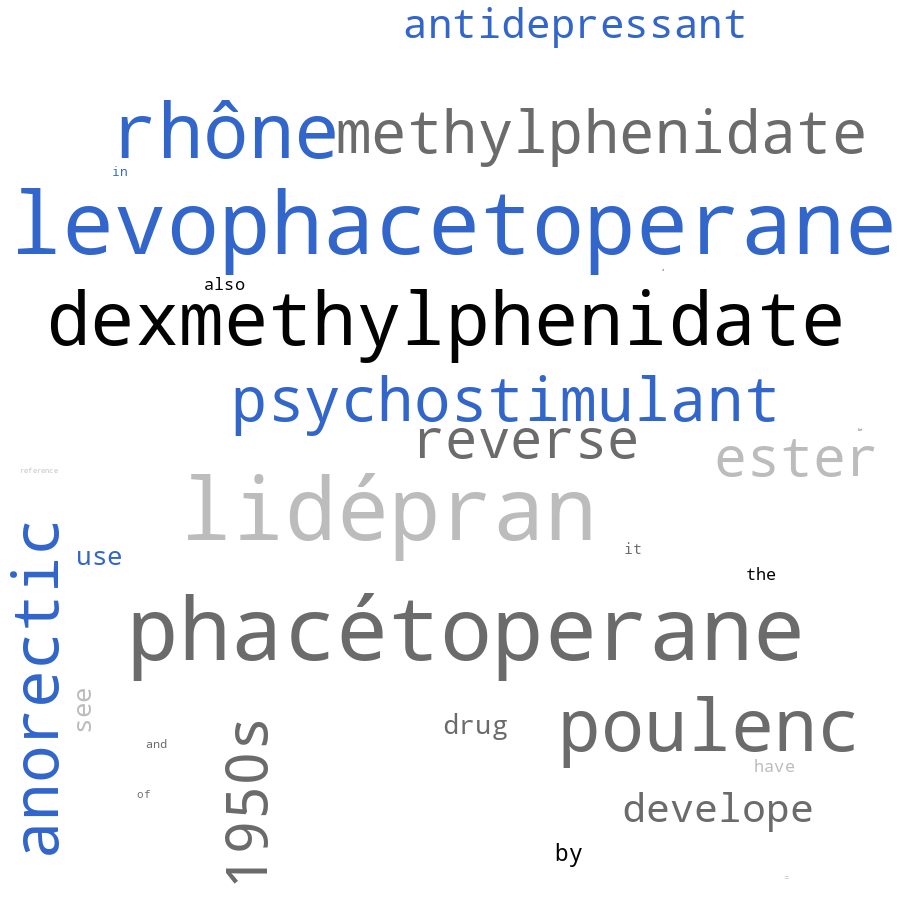 antidepressant
rhône methylphenidate
in
levophacetoperane
.
also
dexmethylphenidate
psychostimulant
reverse
ester
reference
lidépran
anorectic
use
it
the
phacétoperane
see
poulenc
1950s
drug
and
have
of
develope
by
=